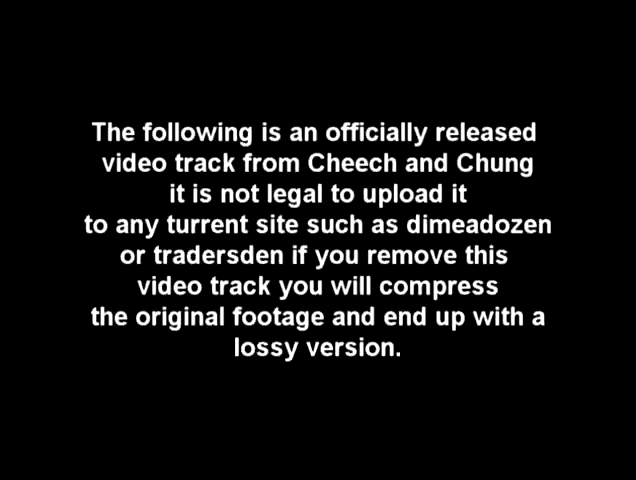 The following is an officially released
video track from Cheech and Chung
it is not legal to upload it
to any turrent site such as dimeadozen
or tradersden if you remove this
video track you will compress
the original footage and end up with a
lossy version.